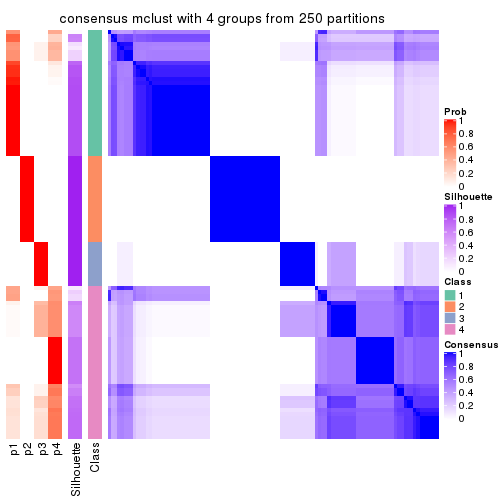 consensus mclust with 4 groups from 250 partitions
Prob
1
0.8
0.6
0.4
0.2
0
Silhouette
1
0.8
0.6
0.4
0.2
0
Class
1
2
3
4
Consensus
1
0.8
0.6
0.4
0.2
0
p1
p2
p3
p4
Silhouette
Class